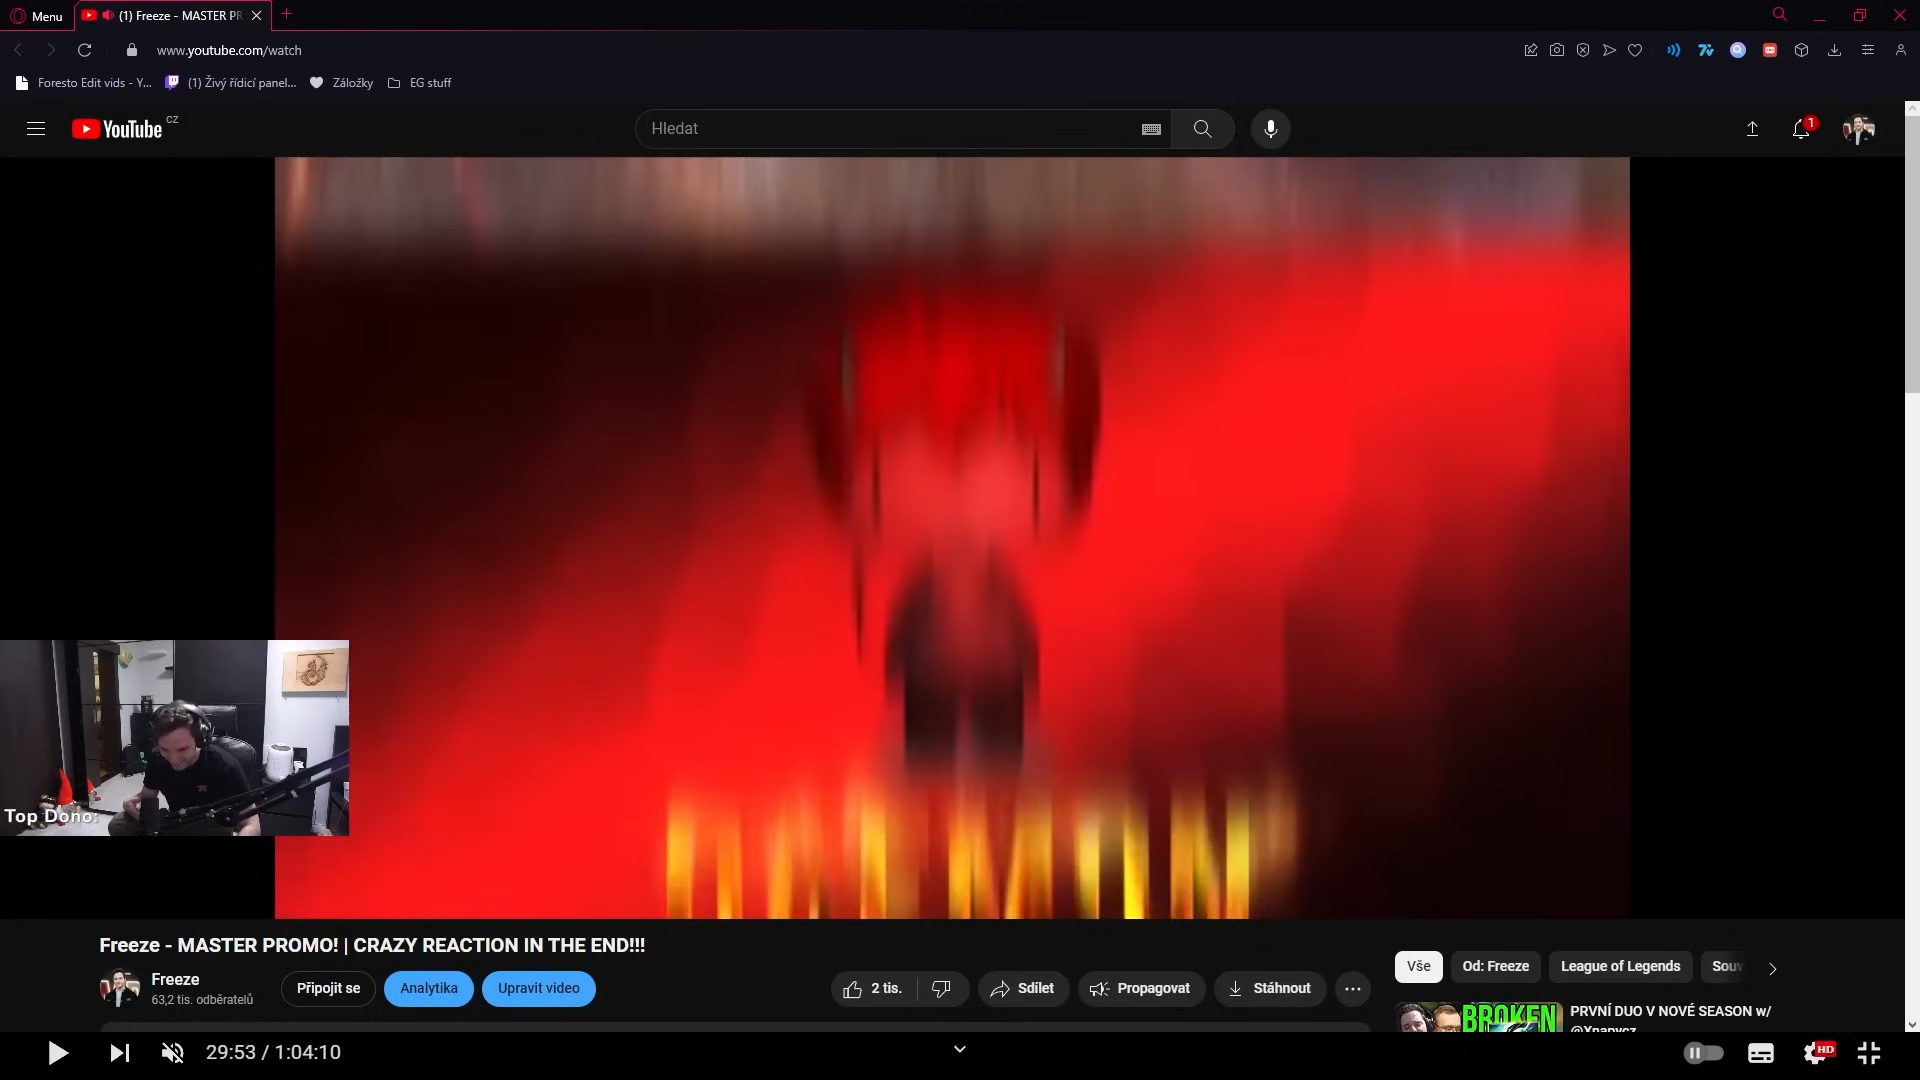 Menu
(1) Freeze - MASTER PR
www.youtube.com/watch
Foresto Edit vids - Y...
(1) Živý řídicí panel...
Záložky
EG stuff
YouTube CZ
Hledat
1
Top Dono:
Freeze - MASTER PROMO! | CRAZY REACTION IN THE END!!!
Freeze
63,2 tis. odběratelů
Připojit se
Analytika
Upravit video
2 tis.
Sdílet
Propagovat
Stáhnout
Vše
Od: Freeze
League of Legends
Souv
BROKEN
PRVNÍ DUO V NOVÉ SEASON w/
@Xnapycz
29:53 / 1:04:10
HD